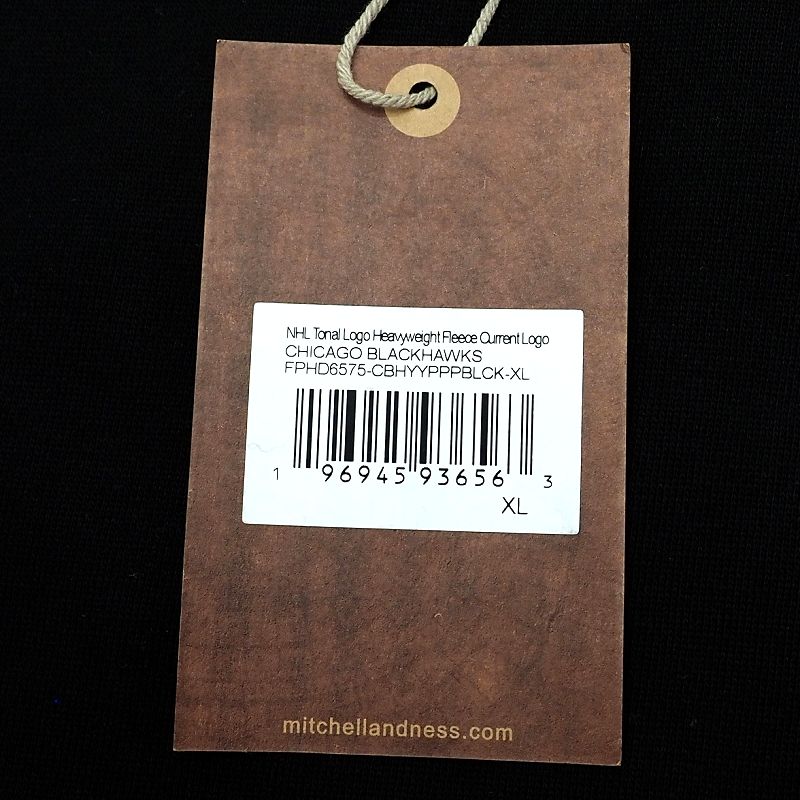 NHL Tonal Logo Heavyweight Fleece Current Logo
CHICAGO BLACKHAWKS
FPHD6575-CBHYYPPPBLCK-XL
1 96945 93656 3
XL
mitchellandness.com